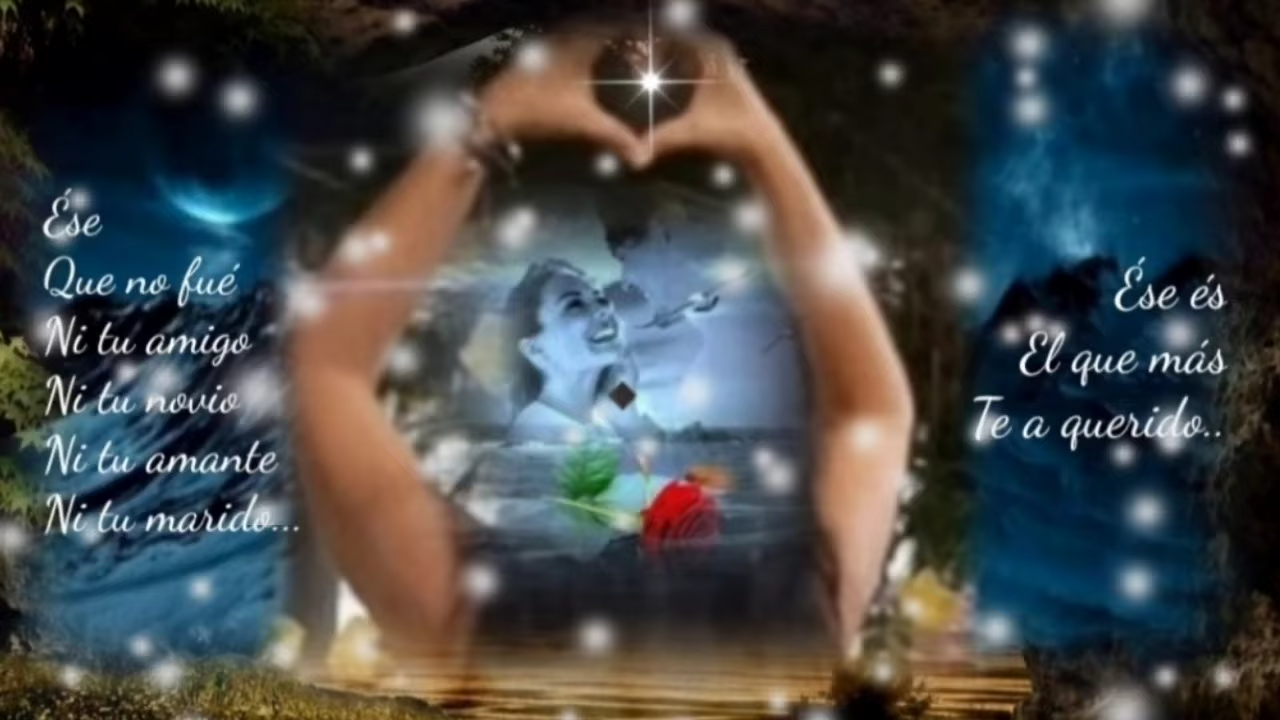 Ése
Que no fué
Ni tu amigo
Ni tu novio
Ni tu amante
Ni tu marido...
Ése és
El que más
Te a querido..